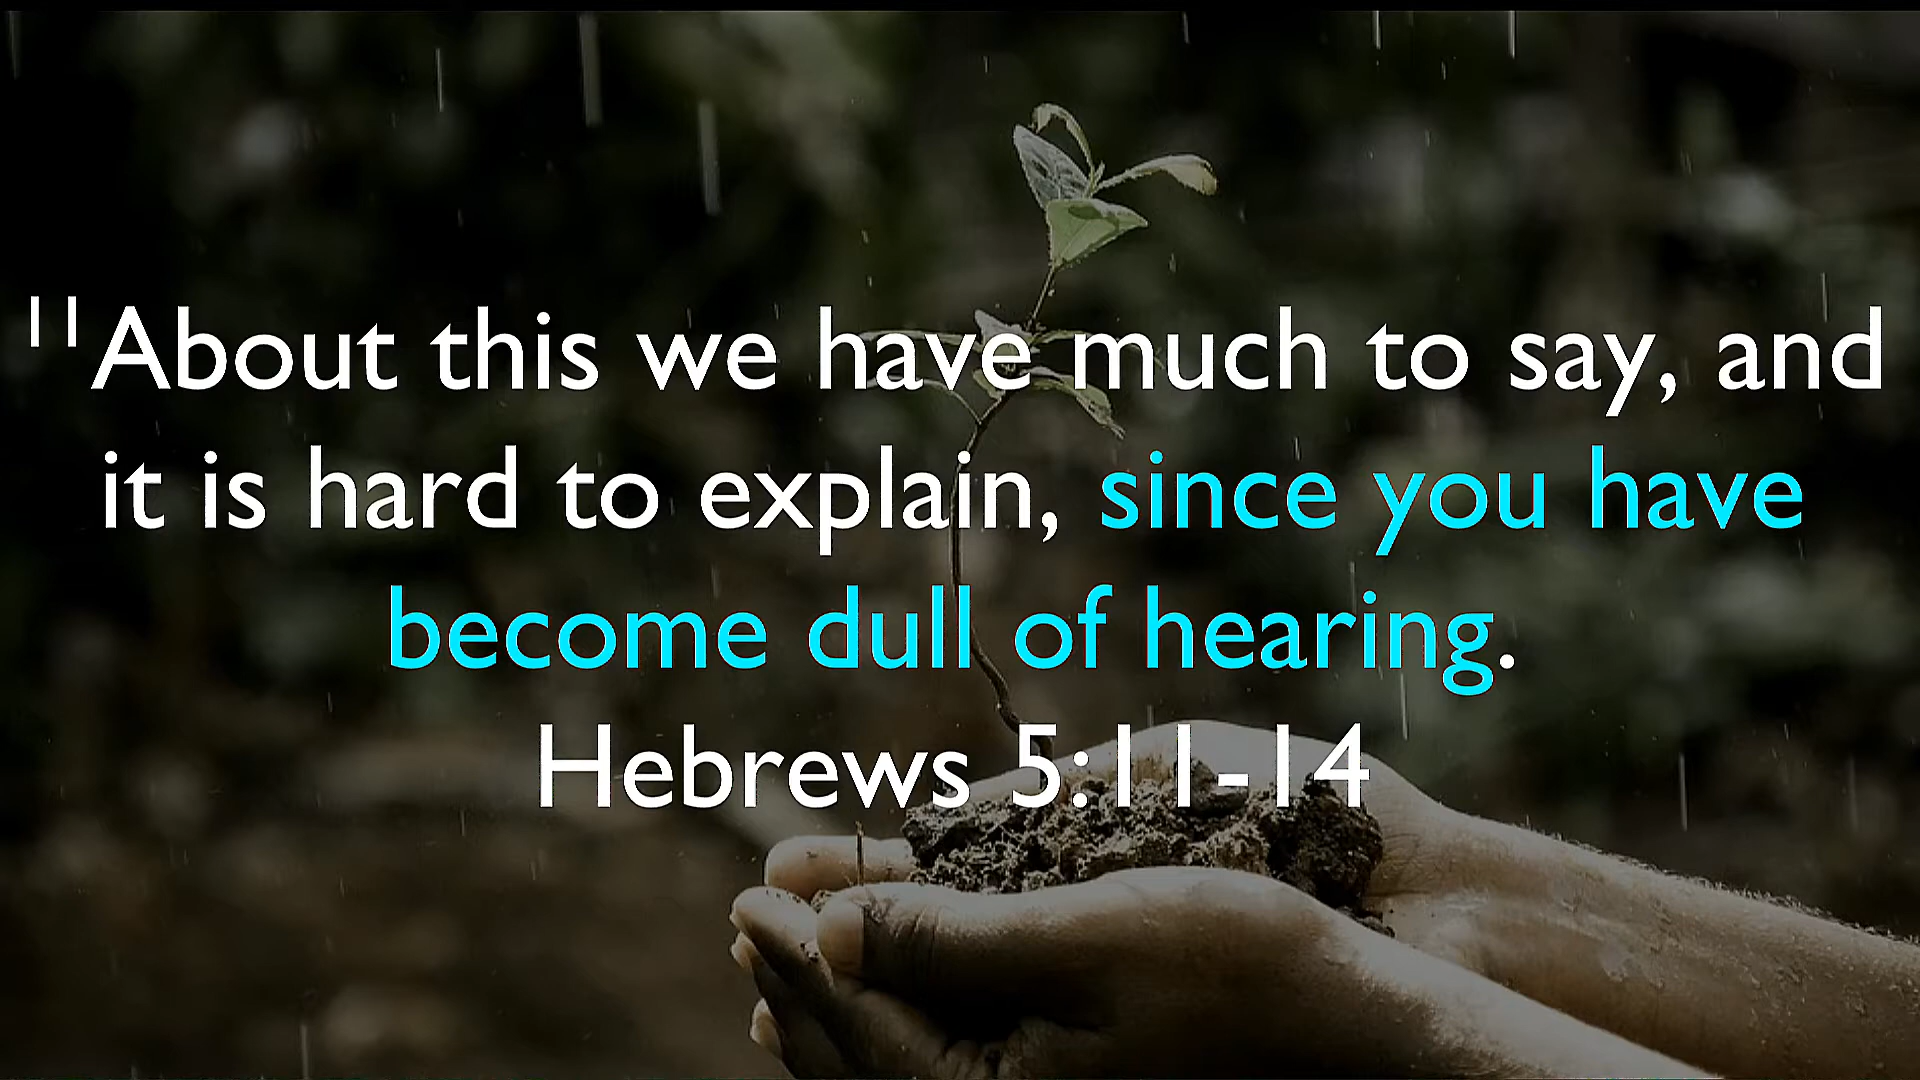 ¹¹About this we have much to say, and
it is hard to explain, since you have
become dull of hearing.
Hebrews 5:11-14